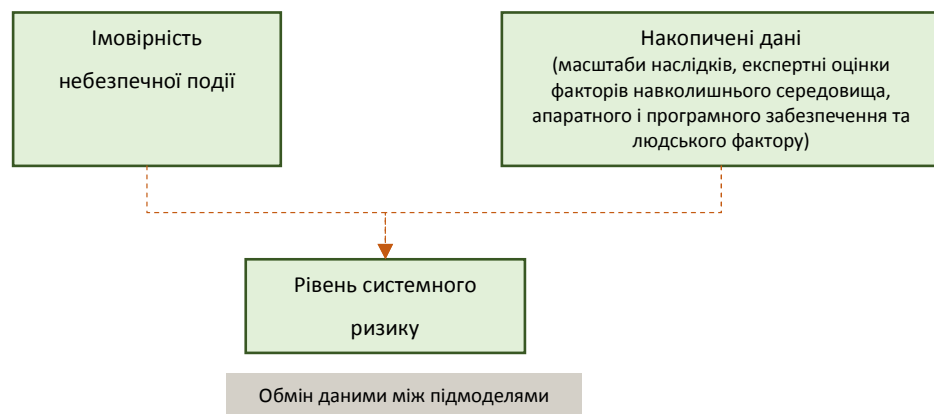 Імовірність
небезпечної події
Накопичені дані
(масштаби наслідків, експертні оцінки
факторів навколишнього середовища,
апаратного і програмного забезпечення та
людського фактору)
Рівень системного
ризику
Обмін даними між підмоделями